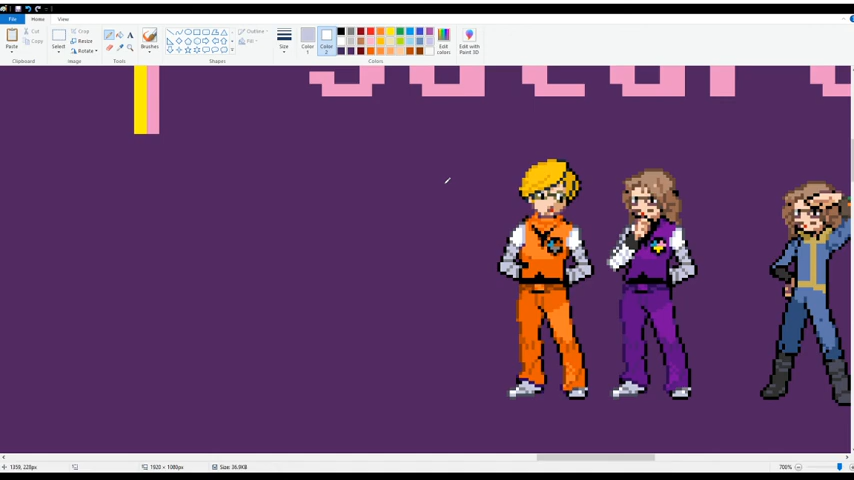 File
Home
View
Paste
Cut
Copy
Clipboard
Select
Crop
Resize
Rotate
Image
Tools
Brushes
Shapes
Outline
Fill
Size
Color 1
Color 2
Colors
Edit colors
Edit with Paint 3D
1359, 228px
1920 × 1080px
Size: 36.9KB
700%